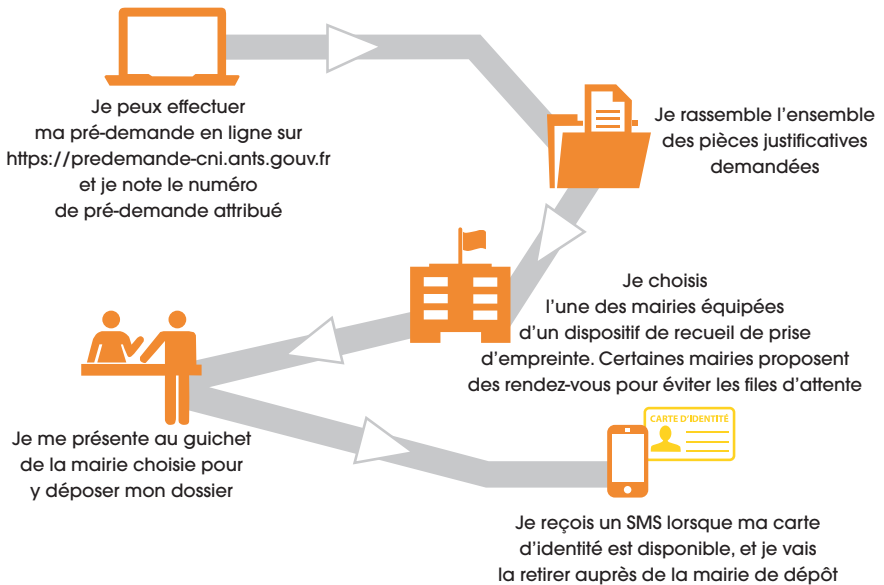 Je peux effectuer
ma pré-demande en ligne sur
https://predemande-cni.ants.gouv.fr
et je note le numéro
de pré-demande attribué
Je rassemble l’ensemble
des pièces justificatives
demandées
Je choisis
l’une des mairies équipées
d’un dispositif de recueil de prise
d’empreinte. Certaines mairies proposent
des rendez-vous pour éviter les files d’attente
Je me présente au guichet
de la mairie choisie pour
y déposer mon dossier
CARTE D’IDENTITÉ
Je reçois un SMS lorsque ma carte
d’identité est disponible, et je vais
la retirer auprès de la mairie de dépôt